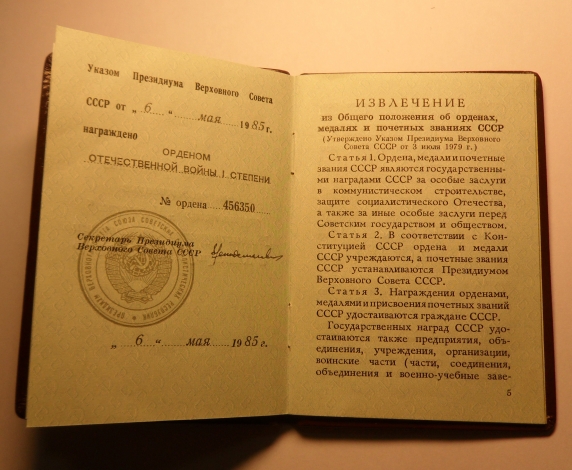 Указом Президиума Верховного Совета
СССР от „ 6 “ мая 1985 г.
награждено
ОРДЕНОМ
ОТЕЧЕСТВЕННОЙ ВОЙНЫ I СТЕПЕНИ
№ ордена 456350
Секретарь Президиума
Верховного Совета СССР
„ 6 “ мая 1985 г.
ИЗВЛЕЧЕНИЕ
из Общего положения об орденах,
медалях и почетных званиях СССР
(Утверждено Указом Президиума Верховного
Совета СССР от 3 июля 1979 г.)
Статья 1. Ордена, медали и почетные
звания СССР являются государственны-
ми наградами СССР за особые заслуги
в коммунистическом строительстве,
защите социалистического Отечества,
а также за иные особые заслуги перед
Советским государством и обществом.
Статья 2. В соответствии с Кон-
ституцией СССР ордена и медали
СССР учреждаются, а почетные звания
СССР устанавливаются Президиумом
Верховного Совета СССР.
Статья 3. Награждения орденами,
медалями и присвоения почетных званий
СССР удостаиваются граждане СССР.
Государственных наград СССР удо-
стаиваются также предприятия, объ-
единения, учреждения, организации,
воинские части (части, соединения,
объединения и военно-учебные заве-
5